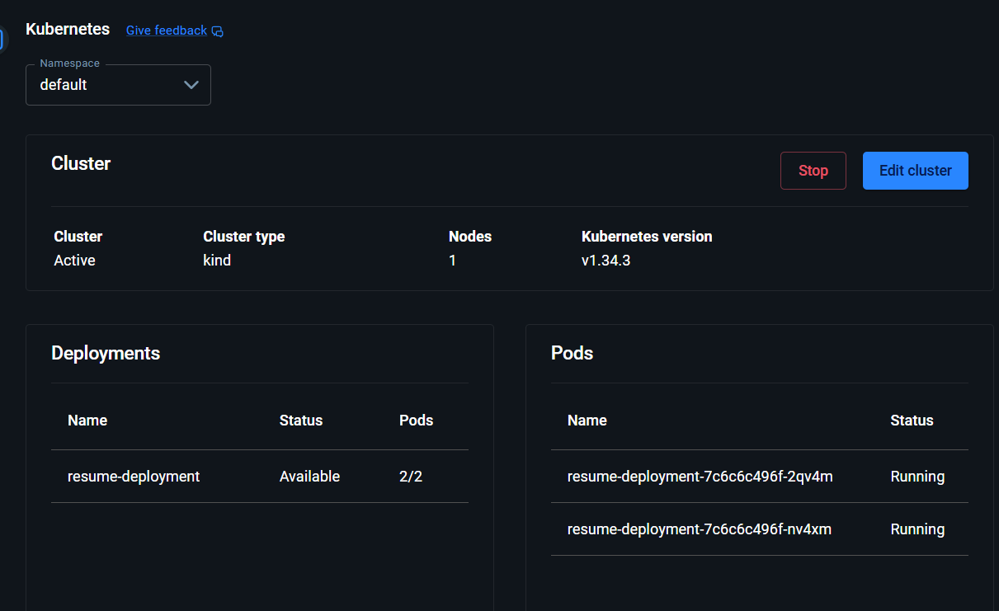 Kubernetes Give feedback
Namespace
default
Cluster
Stop Edit cluster
Cluster Cluster type Nodes Kubernetes version
Active kind 1 v1.34.3
Deployments
Name Status Pods
resume-deployment Available 2/2
Pods
Name Status
resume-deployment-7c6c6c496f-2qv4m Running
resume-deployment-7c6c6c496f-nv4xm Running